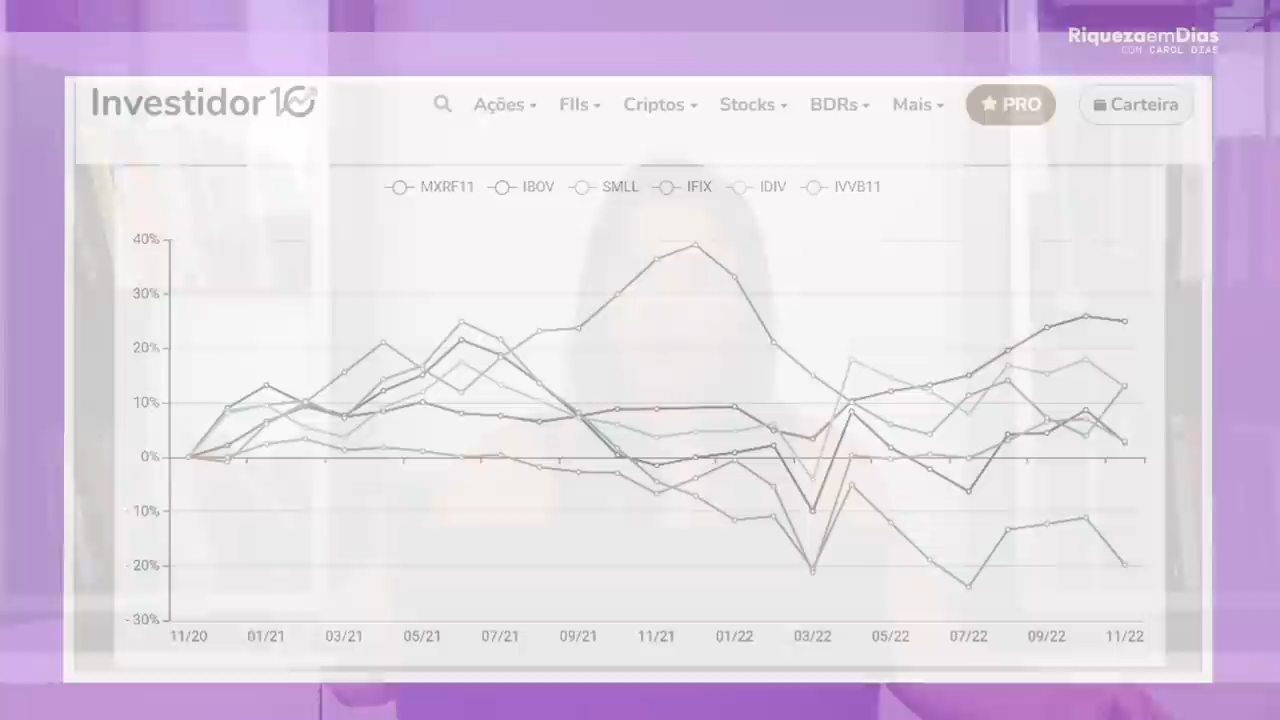 RiquezaemDias
COM CAROL DIAS
Investidor10
Ações FIIs Criptos Stocks BDRs Mais PRO Carteira
MXRF11 IBOV SMLL IFIX IDIV IVVB11
40%
30%
20%
10%
0%
-10%
-20%
-30%
11/20 01/21 03/21 05/21 07/21 09/21 11/21 01/22 03/22 05/22 07/22 09/22 11/22